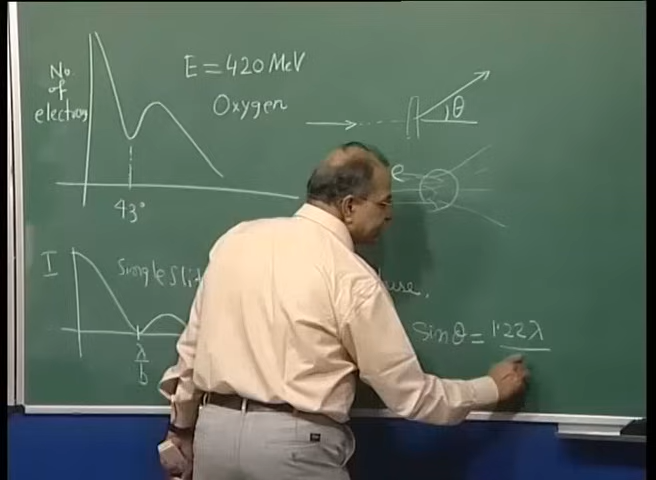 No
of
electrons
E = 420 MeV
Oxygen
θ
e
43°
I
Single Slit
λ
b
sin θ = 1.22 λ